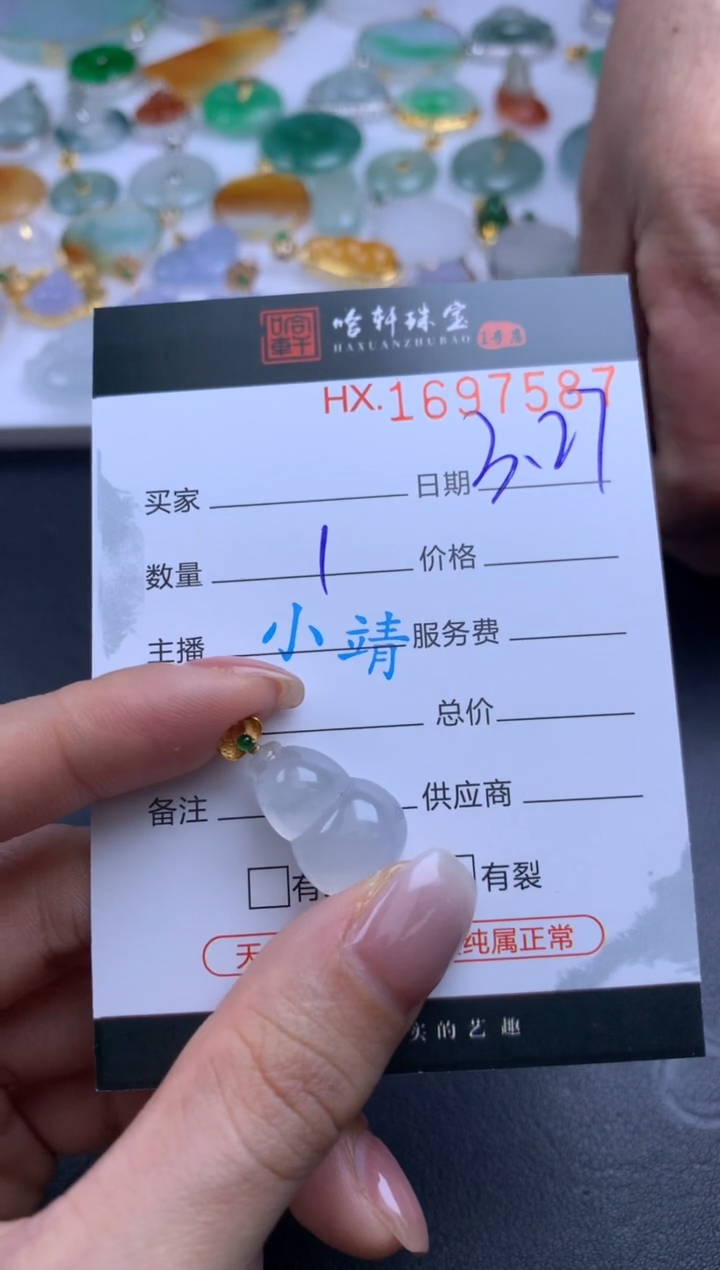 哈轩珠宝
HAXUANZHUBAO 1号店
HX.1697587
买家 日期 3.27
数量 1 价格
主播 小靖 服务费
总价
备注 供应商
有 有裂
天 纯属正常
实的艺趣